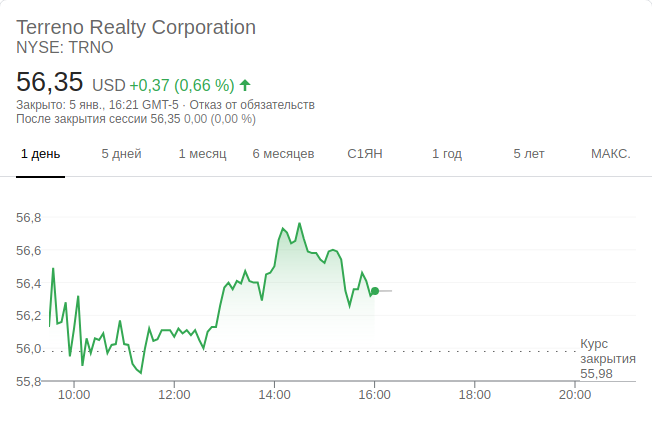 Terreno Realty Corporation
NYSE: TRNO
56,35 USD +0,37 (0,66 %)
Закрыто: 5 янв., 16:21 GMT-5 · Отказ от обязательств
После закрытия сессии 56,35 0,00 (0,00 %)
1 день 5 дней 1 месяц 6 месяцев С1ЯН 1 год 5 лет МАКС.
56,8
56,6
56,4
56,2
56,0
55,8
Курс
закрытия
55,98
10:00 12:00 14:00 16:00 18:00 20:00